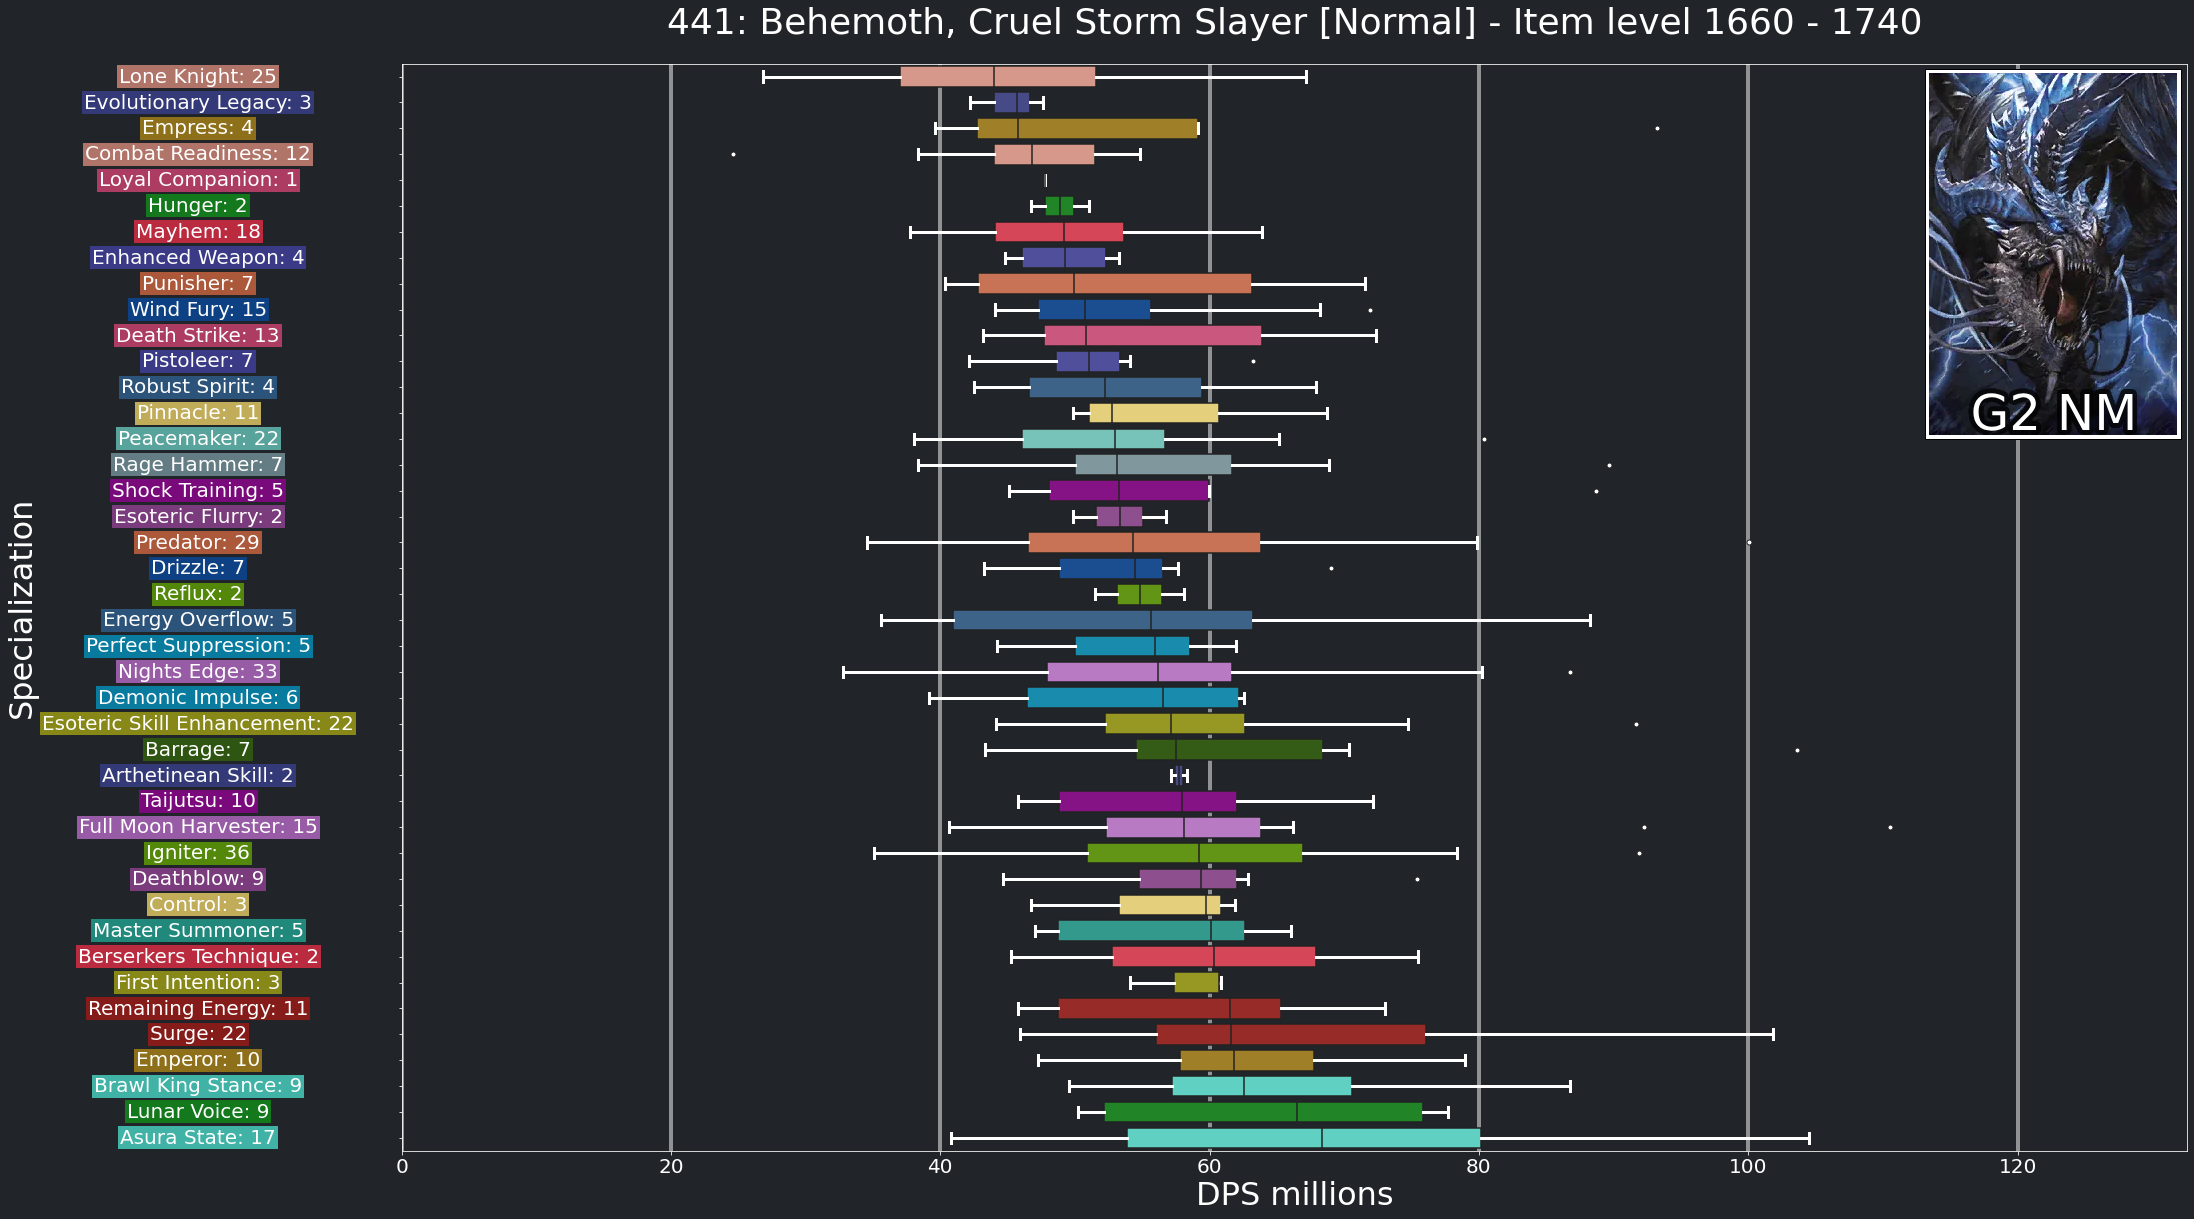 441: Behemoth, Cruel Storm Slayer [Normal] - Item level 1660 - 1740
Lone Knight: 25
Evolutionary Legacy: 3
Empress: 4
Combat Readiness: 12
Loyal Companion: 1
Hunger: 2
Mayhem: 18
Enhanced Weapon: 4
Punisher: 7
Wind Fury: 15
Death Strike: 13
Pistoleer: 7
Robust Spirit: 4
Pinnacle: 11
Peacemaker: 22
Rage Hammer: 7
Shock Training: 5
Esoteric Flurry: 2
Predator: 29
Drizzle: 7
Reflux: 2
Energy Overflow: 5
Perfect Suppression: 5
Nights Edge: 33
Demonic Impulse: 6
Esoteric Skill Enhancement: 22
Barrage: 7
Arthetinean Skill: 2
Taijutsu: 10
Full Moon Harvester: 15
Igniter: 36
Deathblow: 9
Control: 3
Master Summoner: 5
Berserkers Technique: 2
First Intention: 3
Remaining Energy: 11
Surge: 22
Emperor: 10
Brawl King Stance: 9
Lunar Voice: 9
Asura State: 17
Specialization
G2 NM
0 20 40 60 80 100 120
DPS millions